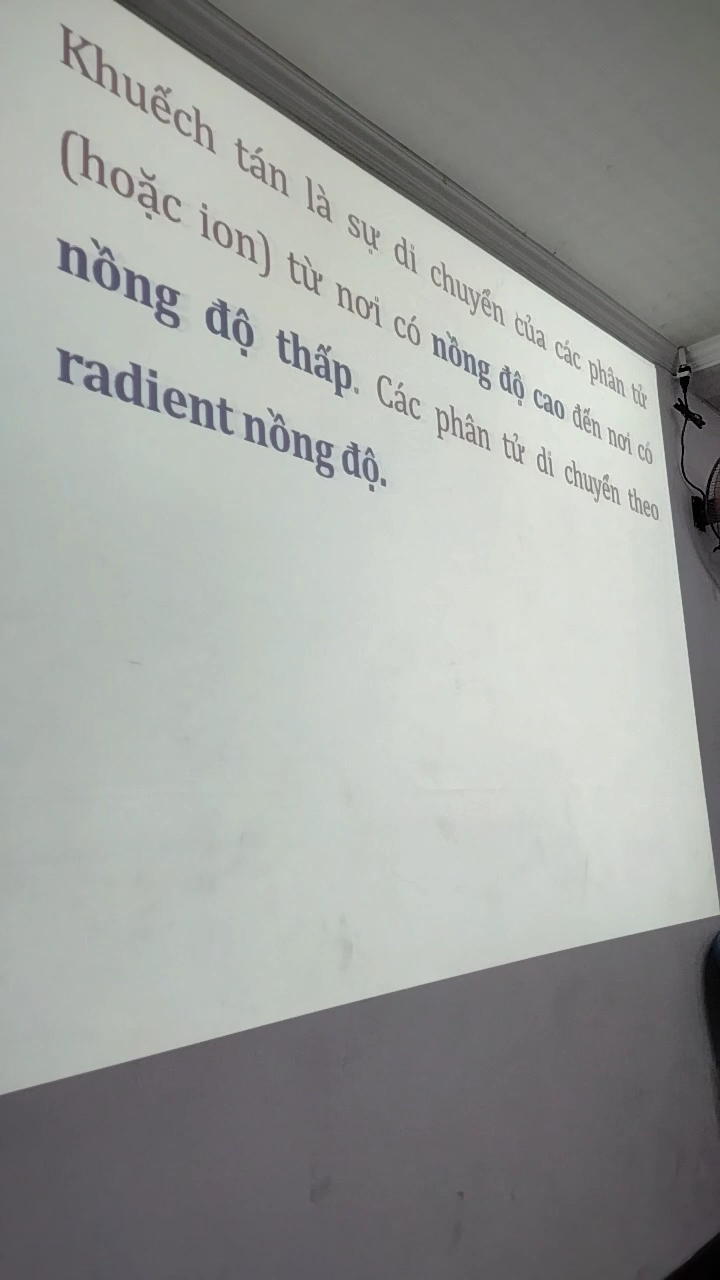 Khuếch tán là sự di chuyển của các phân tử
(hoặc ion) từ nơi có nồng độ cao đến nơi có
nồng độ thấp. Các phân tử di chuyển theo
radient nồng độ.